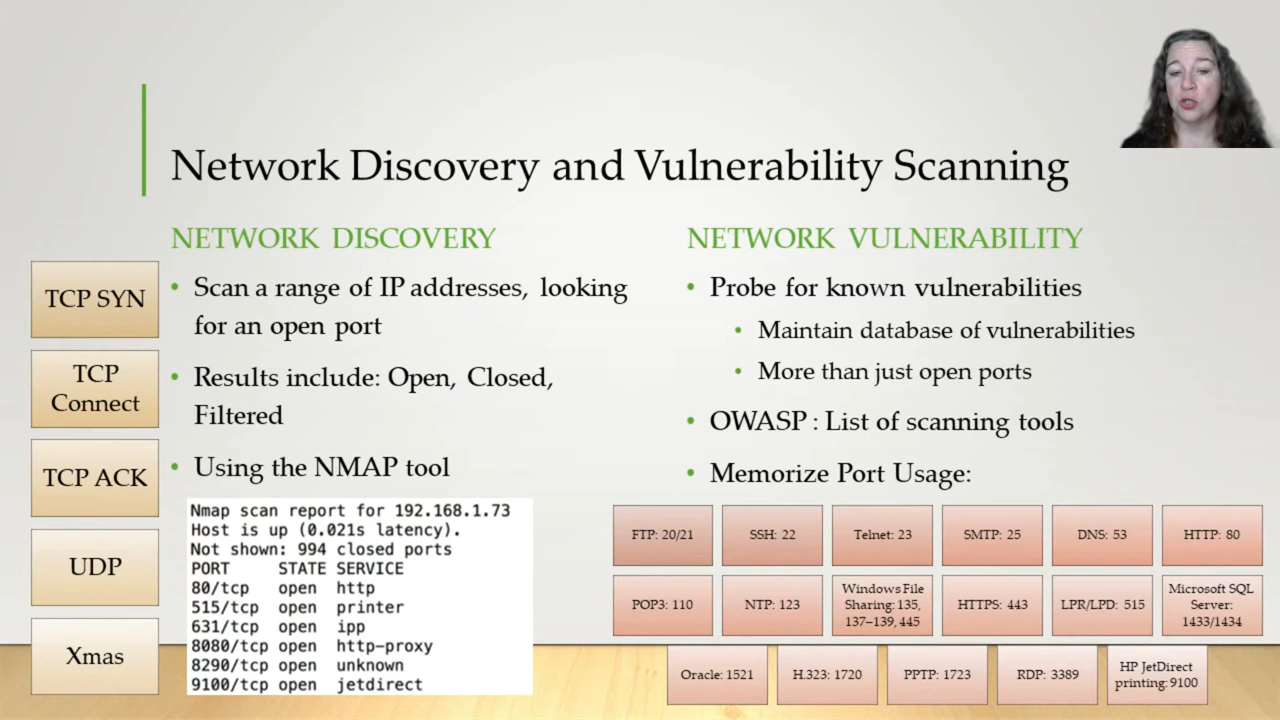 Network Discovery and Vulnerability Scanning
NETWORK DISCOVERY
TCP SYN
TCP
Connect
TCP ACK
UDP
Xmas
• Scan a range of IP addresses, looking
for an open port
• Results include: Open, Closed,
Filtered
• Using the NMAP tool
Nmap scan report for 192.168.1.73
Host is up (0.021s latency).
Not shown: 994 closed ports
PORT STATE SERVICE
80/tcp open http
515/tcp open printer
631/tcp open ipp
8080/tcp open http-proxy
8290/tcp open unknown
9100/tcp open jetdirect
NETWORK VULNERABILITY
• Probe for known vulnerabilities
• Maintain database of vulnerabilities
• More than just open ports
• OWASP : List of scanning tools
• Memorize Port Usage:
FTP: 20/21
SSH: 22
Telnet: 23
SMTP: 25
DNS: 53
HTTP: 80
POP3: 110
NTP: 123
Windows File
Sharing: 135,
137–139, 445
HTTPS: 443
LPR/LPD: 515
Microsoft SQL
Server:
1433/1434
Oracle: 1521
H.323: 1720
PPTP: 1723
RDP: 3389
HP JetDirect
printing: 9100